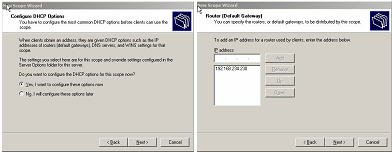 New Scope Wizard
Configure DHCP Options
You have to configure the most common DHCP options before clients can use the
scope.
When clients obtain an address, they are given DHCP options such as the IP
addresses of routers (default gateways), DNS servers, and WINS settings for that
scope.
The settings you select here are for this scope and override settings configured in the
Server Options folder for this server.
Do you want to configure the DHCP options for this scope now?
Yes, I want to configure these options now
No, I will configure these options later
< Back
Next >
Cancel
New Scope Wizard
Router (Default Gateway)
You can specify the routers, or default gateways, to be distributed by this scope.
To add an IP address for a router used by clients, enter the address below.
IP address:
Add
192.168.230.230
Remove
Up
Down
< Back
Next >
Cancel